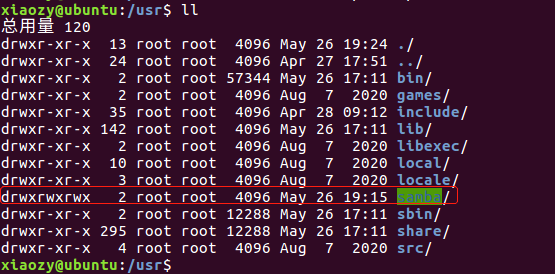 xiaozy@ubuntu:/usr$ ll
总用量 120
drwxr-xr-x  13 root root  4096 May 26 19:24 ./
drwxr-xr-x  24 root root  4096 Apr 27 17:51 ../
drwxr-xr-x   2 root root 57344 May 26 17:11 bin/
drwxr-xr-x   2 root root  4096 Aug  7  2020 games/
drwxr-xr-x  35 root root  4096 Apr 28 09:12 include/
drwxr-xr-x 142 root root  4096 May 26 17:11 lib/
drwxr-xr-x   2 root root  4096 Aug  7  2020 libexec/
drwxr-xr-x  10 root root  4096 Aug  7  2020 local/
drwxr-xr-x   3 root root  4096 Aug  7  2020 locale/
drwxrwxrwx   2 root root  4096 May 26 19:15 samba/
drwxr-xr-x   2 root root 12288 May 26 17:11 sbin/
drwxr-xr-x 295 root root 12288 May 26 17:11 share/
drwxr-xr-x   4 root root  4096 Aug  7  2020 src/
xiaozy@ubuntu:/usr$